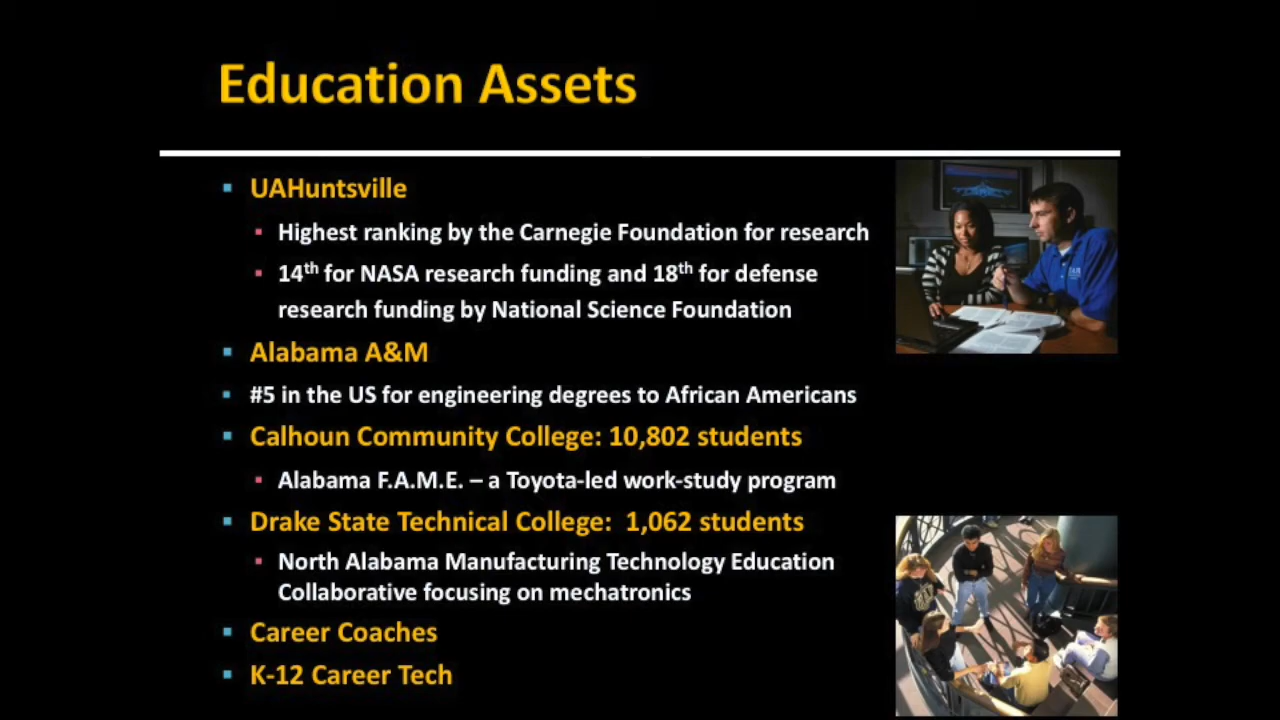 Education Assets
UAHuntsville
Highest ranking by the Carnegie Foundation for research
14th for NASA research funding and 18th for defense
research funding by National Science Foundation
Alabama A&M
#5 in the US for engineering degrees to African Americans
Calhoun Community College: 10,802 students
Alabama F.A.M.E. – a Toyota-led work-study program
Drake State Technical College: 1,062 students
North Alabama Manufacturing Technology Education
Collaborative focusing on mechatronics
Career Coaches
K-12 Career Tech